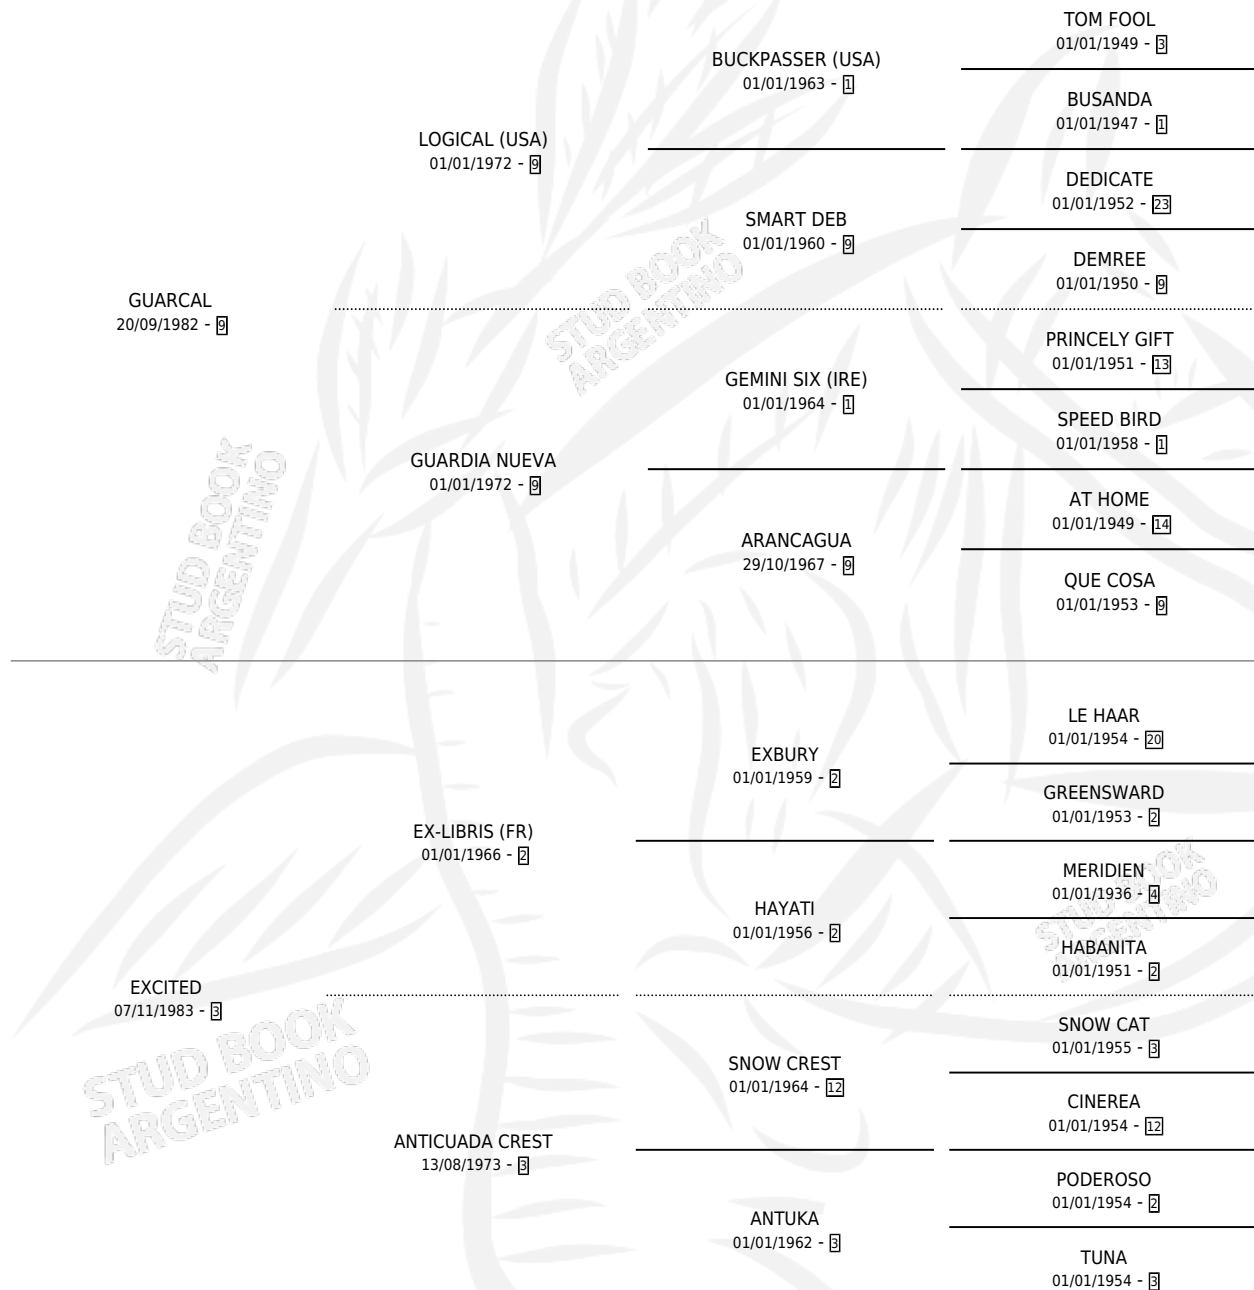 GUARCAL
20/09/1982 - 9
LOGICAL (USA)
01/01/1972 - 9
GUARDIA NUEVA
01/01/1972 - 9
BUCKPASSER (USA)
01/01/1963 - 1
SMART DEB
01/01/1960 - 9
GEMINI SIX (IRE)
01/01/1964 - 1
ARANCAGUA
29/10/1967 - 9
TOM FOOL
01/01/1949 - 3
BUSANDA
01/01/1947 - 1
DEDICATE
01/01/1952 - 23
DEMREE
01/01/1950 - 9
PRINCELY GIFT
01/01/1951 - 13
SPEED BIRD
01/01/1958 - 1
AT HOME
01/01/1949 - 14
QUE COSA
01/01/1953 - 9
EXCITED
07/11/1983 - 3
EX-LIBRIS (FR)
01/01/1966 - 2
ANTICUADA CREST
13/08/1973 - 3
EXBURY
01/01/1959 - 2
HAYATI
01/01/1956 - 2
SNOW CREST
01/01/1964 - 12
ANTUKA
01/01/1962 - 3
LE HAAR
01/01/1954 - 20
GREENSWARD
01/01/1953 - 2
MERIDIEN
01/01/1936 - 4
HABANITA
01/01/1951 - 2
SNOW CAT
01/01/1955 - 3
CINEREA
01/01/1954 - 12
PODEROSO
01/01/1954 - 2
TUNA
01/01/1954 - 3
STUD BOOK
ARGENTINO
STUD BOOK
ARGENTINO
STUD BOOK
ARGENTINO
STUD BOOK
ARGENTINO